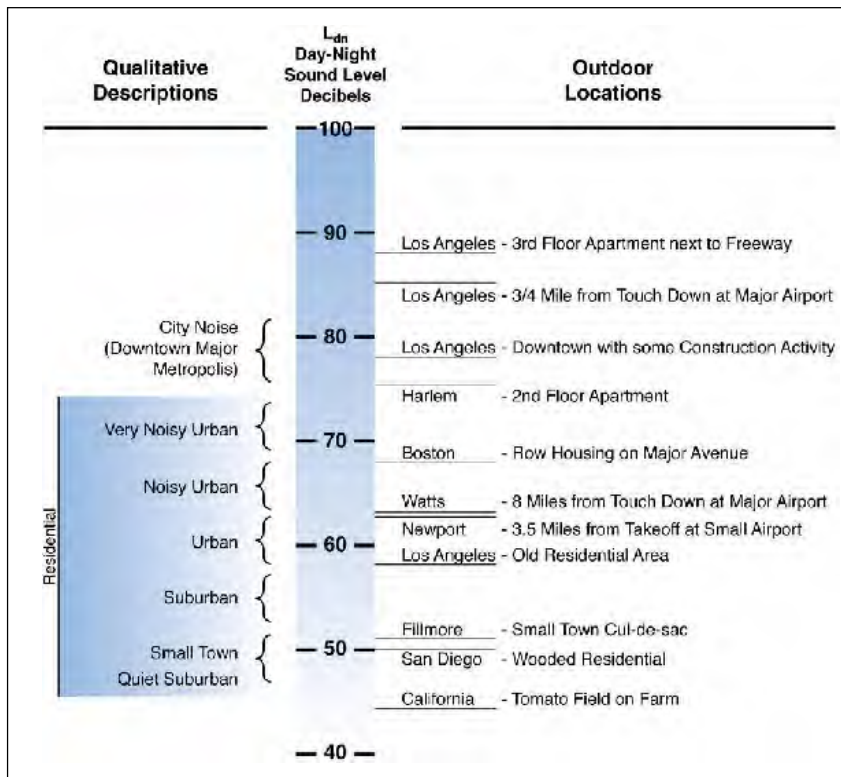 Qualitative
Descriptions
Ldn
Day-Night
Sound Level
Decibels
Outdoor
Locations
100
90
80
70
60
50
40
City Noise
(Downtown Major
Metropolis)
Very Noisy Urban
Noisy Urban
Urban
Suburban
Small Town
Quiet Suburban
Residential
Los Angeles - 3rd Floor Apartment next to Freeway
Los Angeles - 3/4 Mile from Touch Down at Major Airport
Los Angeles - Downtown with some Construction Activity
Harlem - 2nd Floor Apartment
Boston - Row Housing on Major Avenue
Watts - 8 Miles from Touch Down at Major Airport
Newport - 3.5 Miles from Takeoff at Small Airport
Los Angeles - Old Residential Area
Fillmore - Small Town Cul-de-sac
San Diego - Wooded Residential
California - Tomato Field on Farm